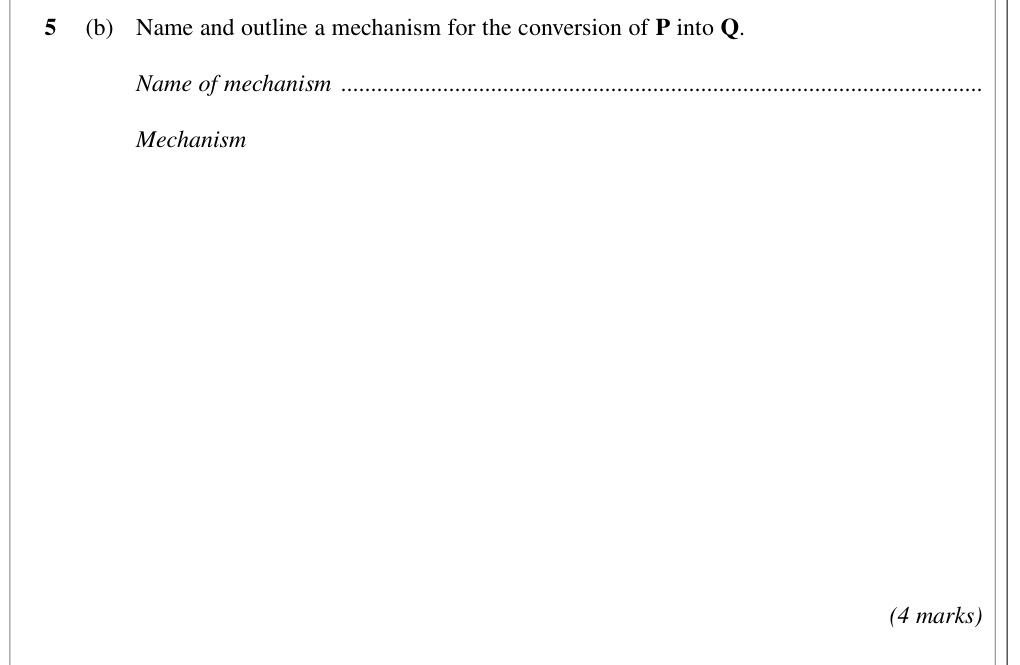 5 (b) Name and outline a mechanism for the conversion of P into Q.
Name of mechanism ...........................................................................................................
Mechanism
(4 marks)